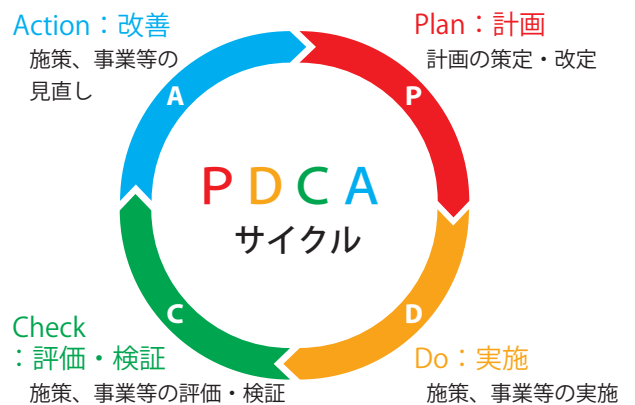 Action：改善
施策、事業等の
見直し
Plan：計画
計画の策定・改定
A
P
PDCA
サイクル
C
D
Check
：評価・検証
施策、事業等の評価・検証
Do：実施
施策、事業等の実施